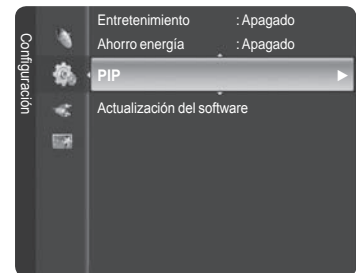 Configuración
Entretenimiento : Apagado
Ahorro energía : Apagado
PIP
Actualización del software